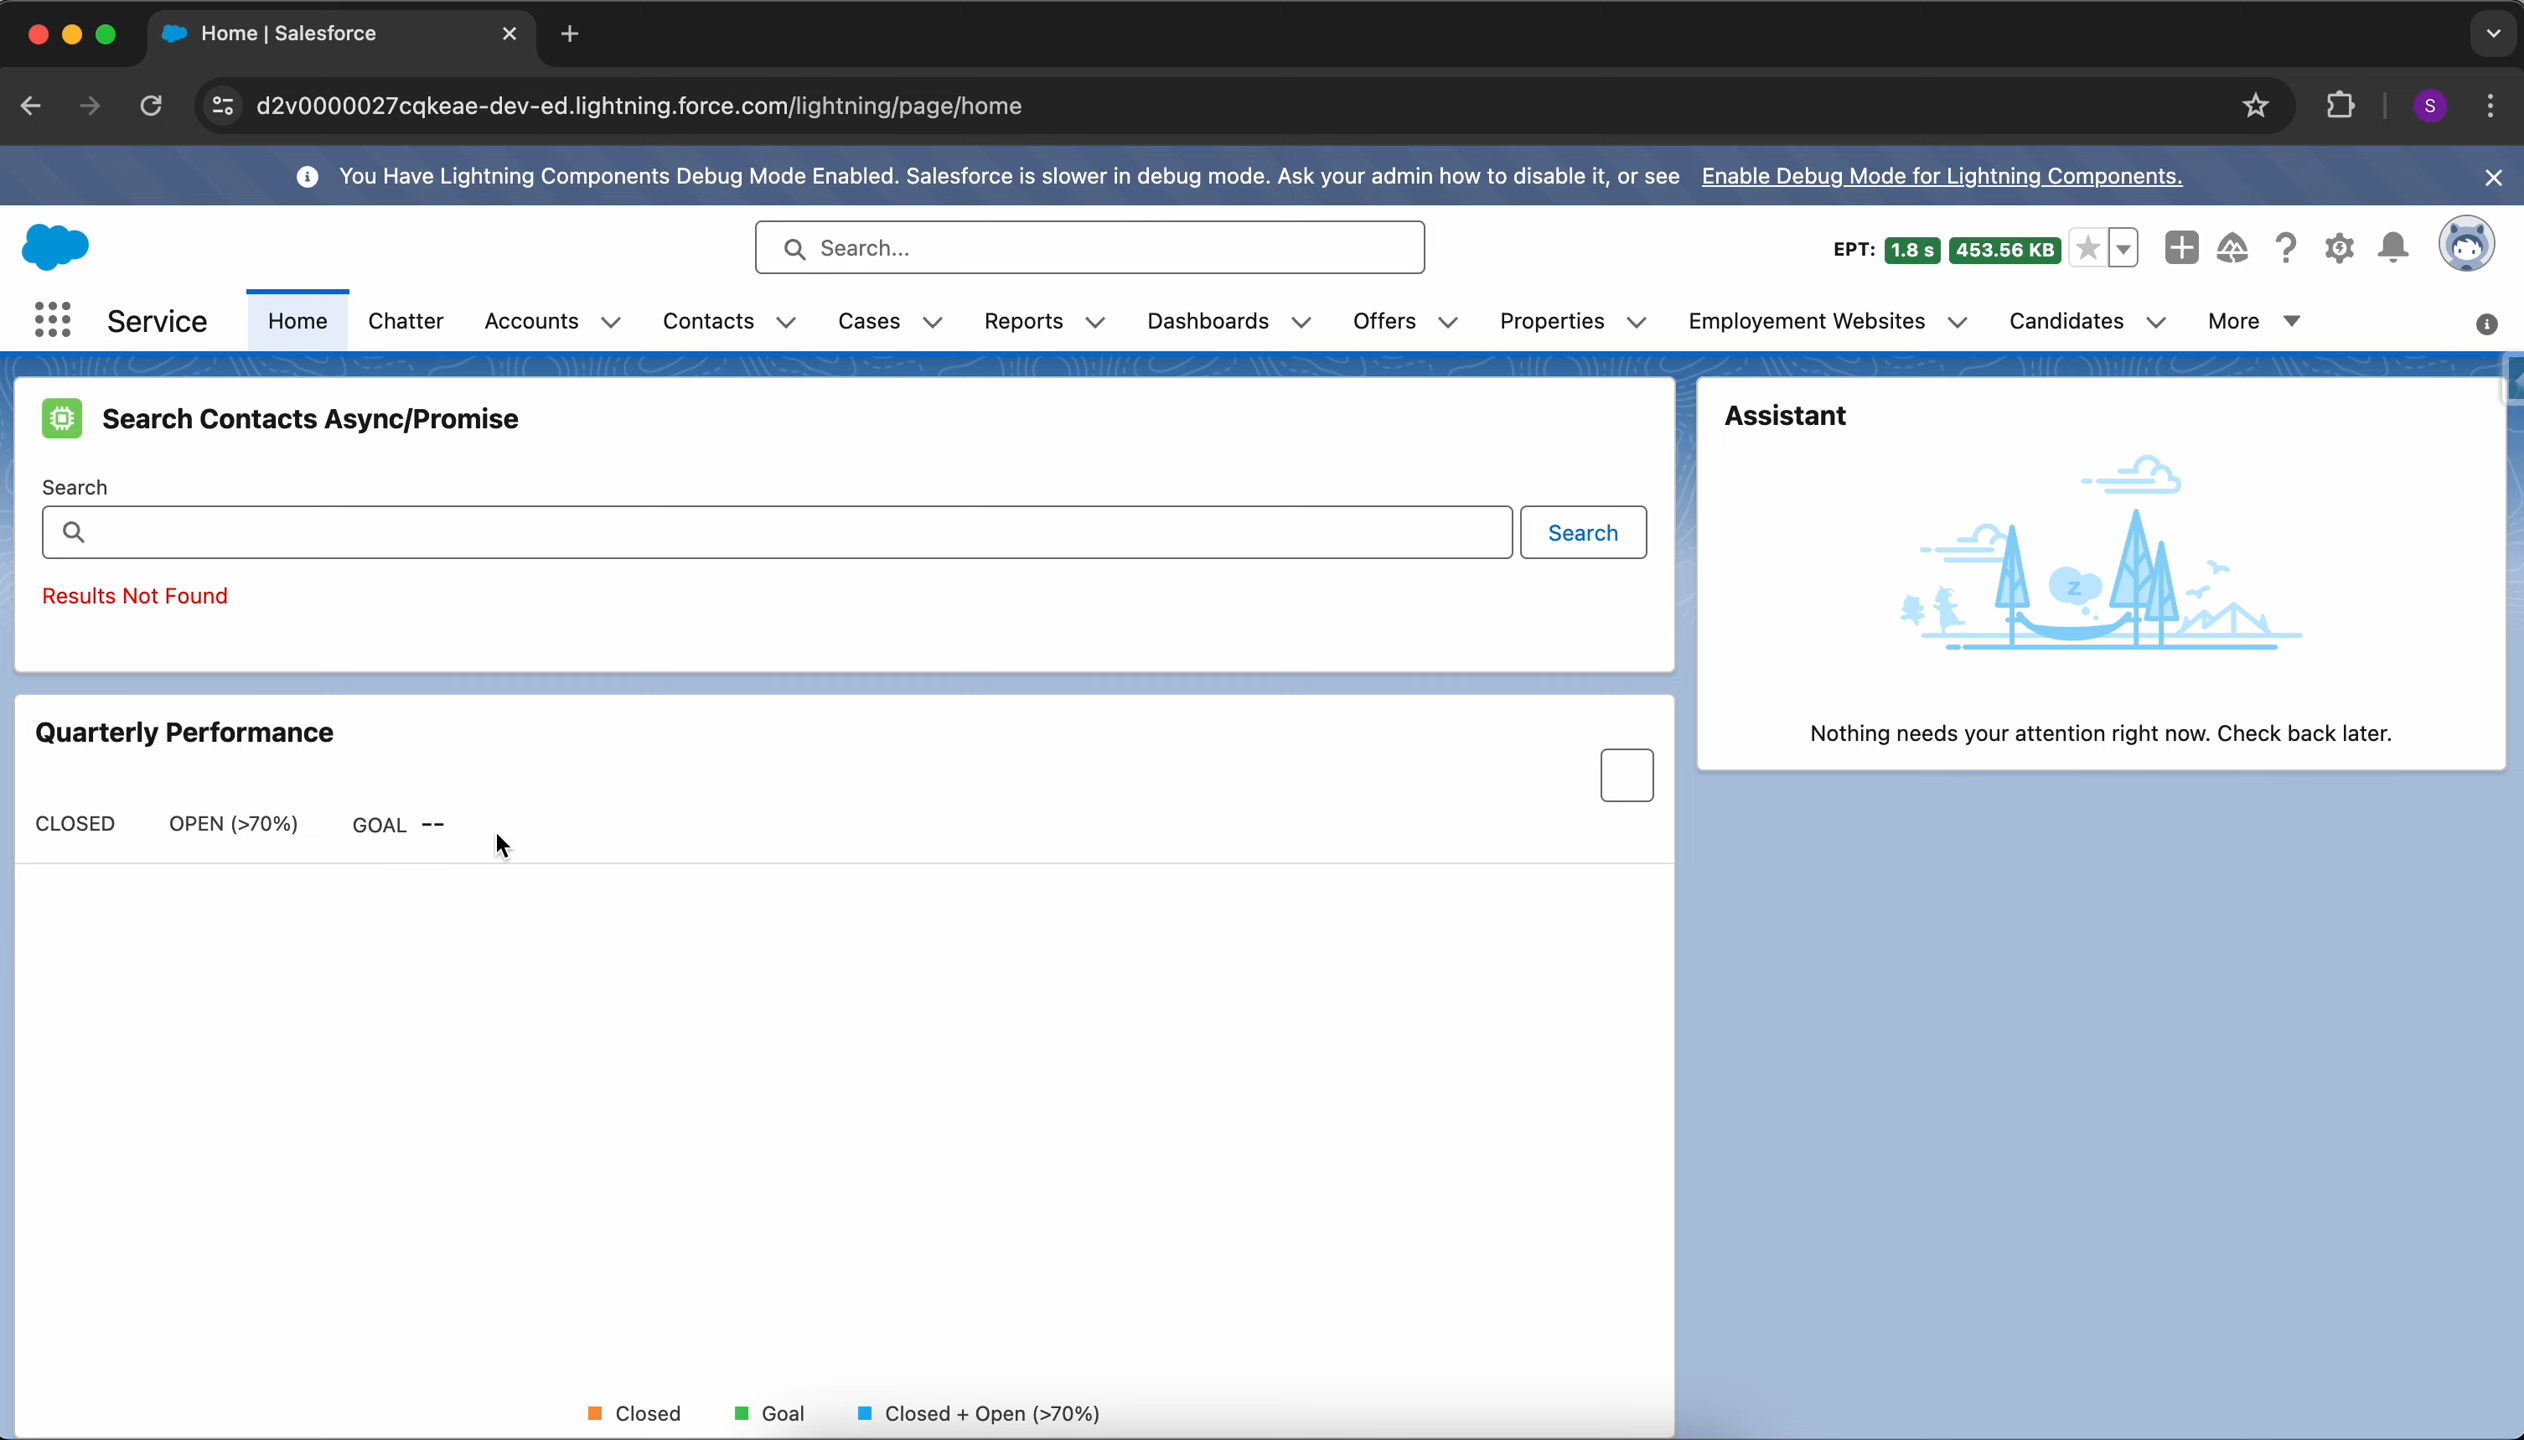 Home | Salesforce
d2v0000027cqkeae-dev-ed.lightning.force.com/lightning/page/home
S
You Have Lightning Components Debug Mode Enabled. Salesforce is slower in debug mode. Ask your admin how to disable it, or see Enable Debug Mode for Lightning Components.
Search...
EPT: 1.8 s 453.56 KB
Service Home Chatter Accounts Contacts Cases Reports Dashboards Offers Properties Employement Websites Candidates More
Search Contacts Async/Promise
Search
Search
Results Not Found
Assistant
z
Nothing needs your attention right now. Check back later.
Quarterly Performance
CLOSED OPEN (>70%) GOAL --
Closed Goal Closed + Open (>70%)